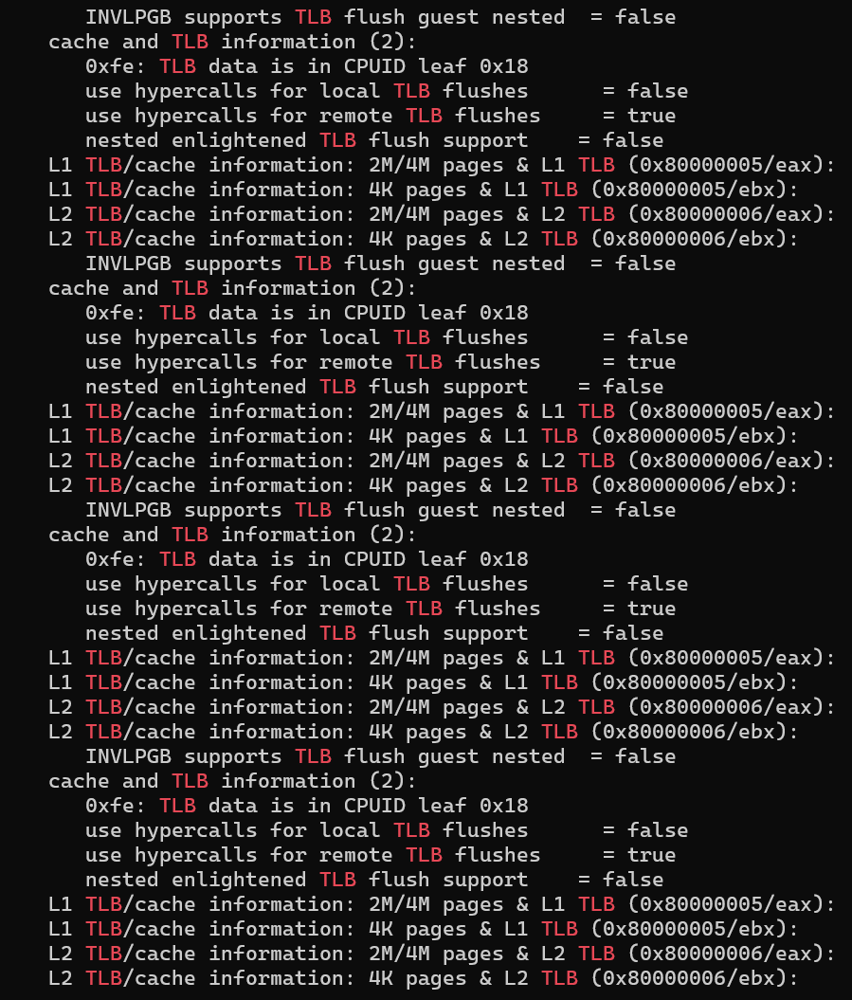 INVLPGB supports TLB flush guest nested  = false
cache and TLB information (2):
0xfe: TLB data is in CPUID leaf 0x18
use hypercalls for local TLB flushes      = false
use hypercalls for remote TLB flushes     = true
nested enlightened TLB flush support    = false
L1 TLB/cache information: 2M/4M pages & L1 TLB (0x80000005/eax):
L1 TLB/cache information: 4K pages & L1 TLB (0x80000005/ebx):
L2 TLB/cache information: 2M/4M pages & L2 TLB (0x80000006/eax):
L2 TLB/cache information: 4K pages & L2 TLB (0x80000006/ebx):
INVLPGB supports TLB flush guest nested  = false
cache and TLB information (2):
0xfe: TLB data is in CPUID leaf 0x18
use hypercalls for local TLB flushes      = false
use hypercalls for remote TLB flushes     = true
nested enlightened TLB flush support    = false
L1 TLB/cache information: 2M/4M pages & L1 TLB (0x80000005/eax):
L1 TLB/cache information: 4K pages & L1 TLB (0x80000005/ebx):
L2 TLB/cache information: 2M/4M pages & L2 TLB (0x80000006/eax):
L2 TLB/cache information: 4K pages & L2 TLB (0x80000006/ebx):
INVLPGB supports TLB flush guest nested  = false
cache and TLB information (2):
0xfe: TLB data is in CPUID leaf 0x18
use hypercalls for local TLB flushes      = false
use hypercalls for remote TLB flushes     = true
nested enlightened TLB flush support    = false
L1 TLB/cache information: 2M/4M pages & L1 TLB (0x80000005/eax):
L1 TLB/cache information: 4K pages & L1 TLB (0x80000005/ebx):
L2 TLB/cache information: 2M/4M pages & L2 TLB (0x80000006/eax):
L2 TLB/cache information: 4K pages & L2 TLB (0x80000006/ebx):
INVLPGB supports TLB flush guest nested  = false
cache and TLB information (2):
0xfe: TLB data is in CPUID leaf 0x18
use hypercalls for local TLB flushes      = false
use hypercalls for remote TLB flushes     = true
nested enlightened TLB flush support    = false
L1 TLB/cache information: 2M/4M pages & L1 TLB (0x80000005/eax):
L1 TLB/cache information: 4K pages & L1 TLB (0x80000005/ebx):
L2 TLB/cache information: 2M/4M pages & L2 TLB (0x80000006/eax):
L2 TLB/cache information: 4K pages & L2 TLB (0x80000006/ebx):